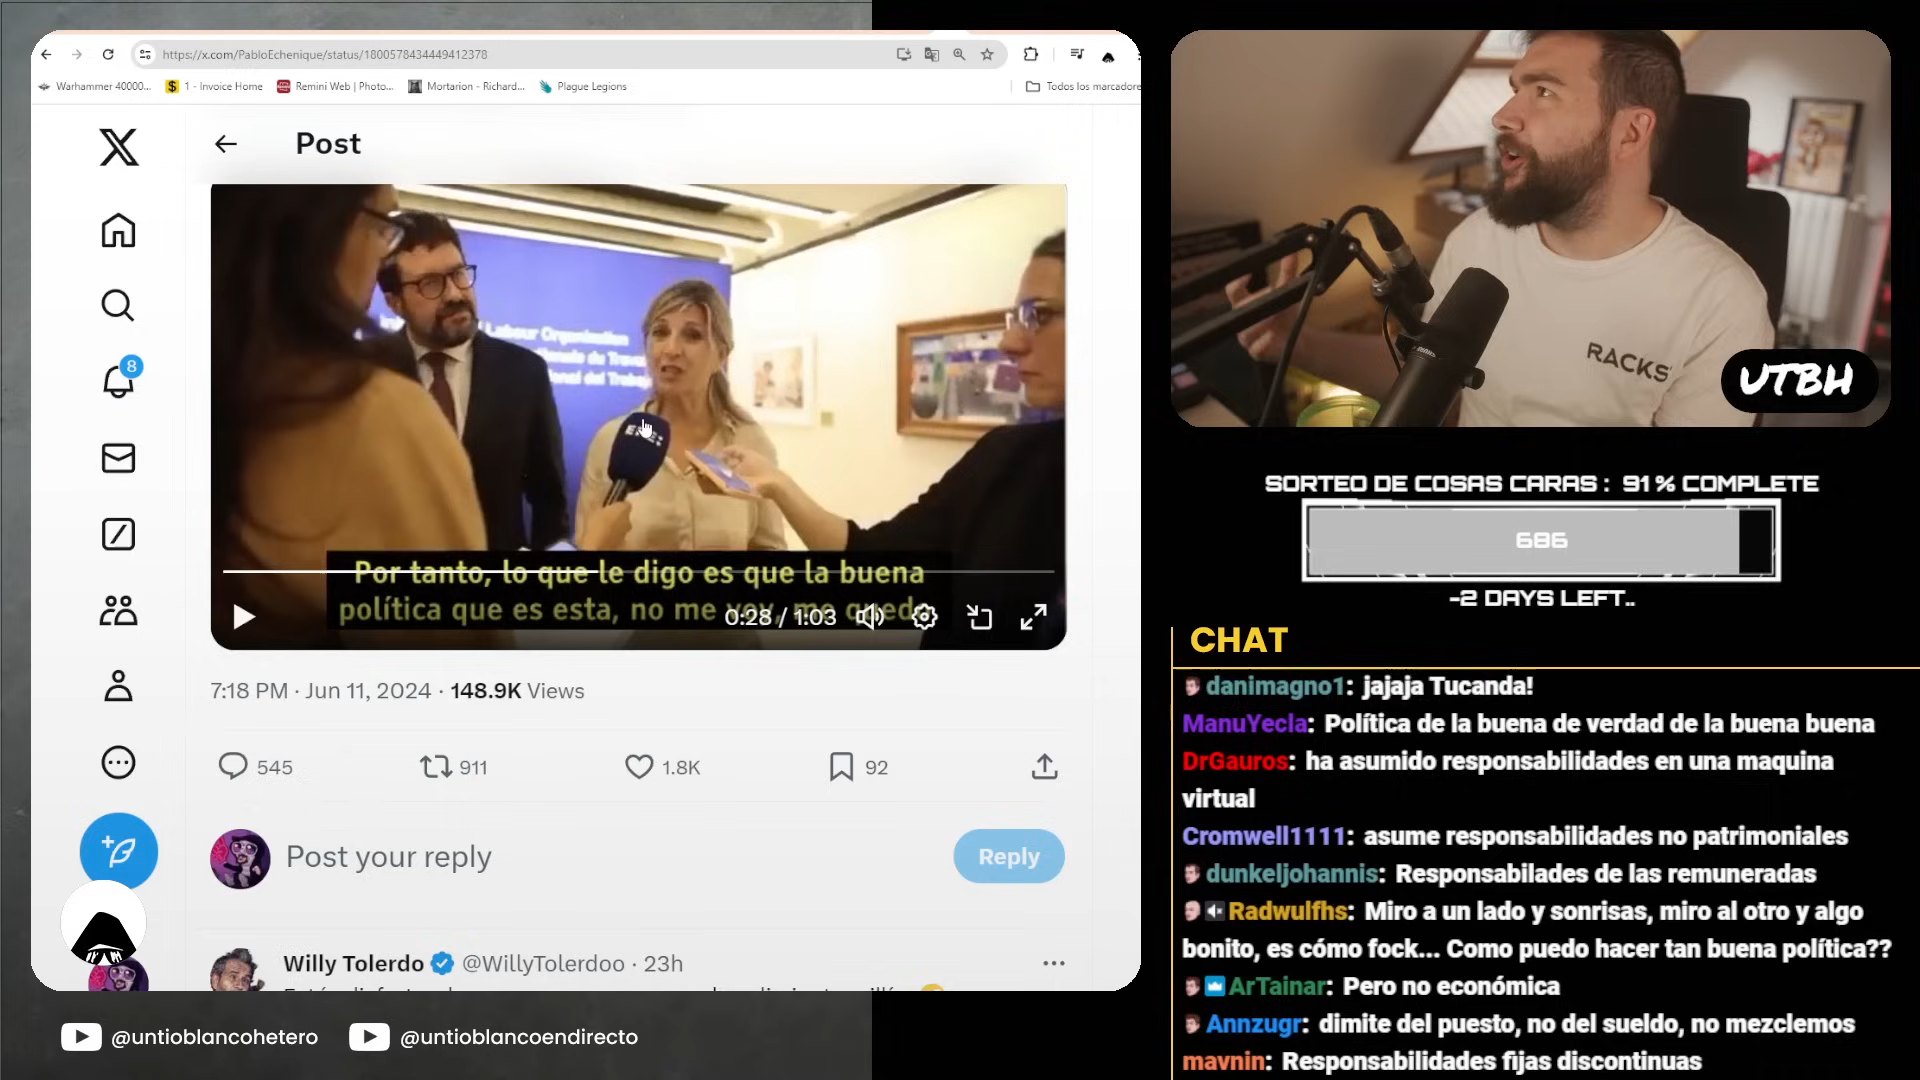 https://x.com/PabloEchenique/status/1800578434449412378
Warhammer 40000...
1 - Invoice Home
Remini Web | Photo...
Mortarion - Richard...
Plague Legions
Todos los marcadore
Post
Labour Organisation
Por tanto, lo que le digo es que la buena
política que es esta, no me voy, me qued
0:28 / 1:03
7:18 PM · Jun 11, 2024 · 148.9K Views
545
911
1.8K
92
8
Post your reply
Reply
Willy Tolerdo @WillyTolerdoo · 23h
@untioblancohetero
@untioblancoendirecto
RACKS
UTBH
SORTEO DE COSAS CARAS : 91% COMPLETE
686
-2 DAYS LEFT..
CHAT
danimagno1: jajaja Tucanda!
ManuYecla: Política de la buena de verdad de la buena buena
DrGauros: ha asumido responsabilidades en una maquina
virtual
Cromwell1111: asume responsabilidades no patrimoniales
dunkeljohannis: Responsabilades de las remuneradas
Radwulfhs: Miro a un lado y sonrisas, miro al otro y algo
bonito, es cómo fock... Como puedo hacer tan buena política??
ArTainar: Pero no económica
Annzugr: dimite del puesto, no del sueldo, no mezclemos
mavnin: Responsabilidades fijas discontinuas